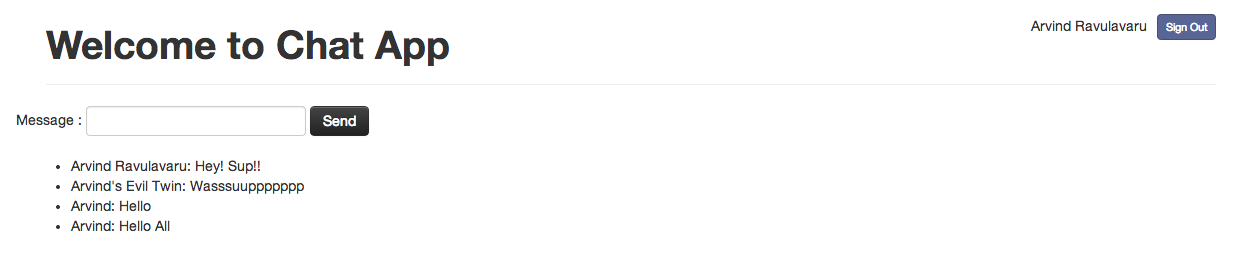 Arvind Ravulavaru Sign Out
Welcome to Chat App
Message : Send
Arvind Ravulavaru: Hey! Sup!!
Arvind's Evil Twin: Wasssuuppppppp
Arvind: Hello
Arvind: Hello All